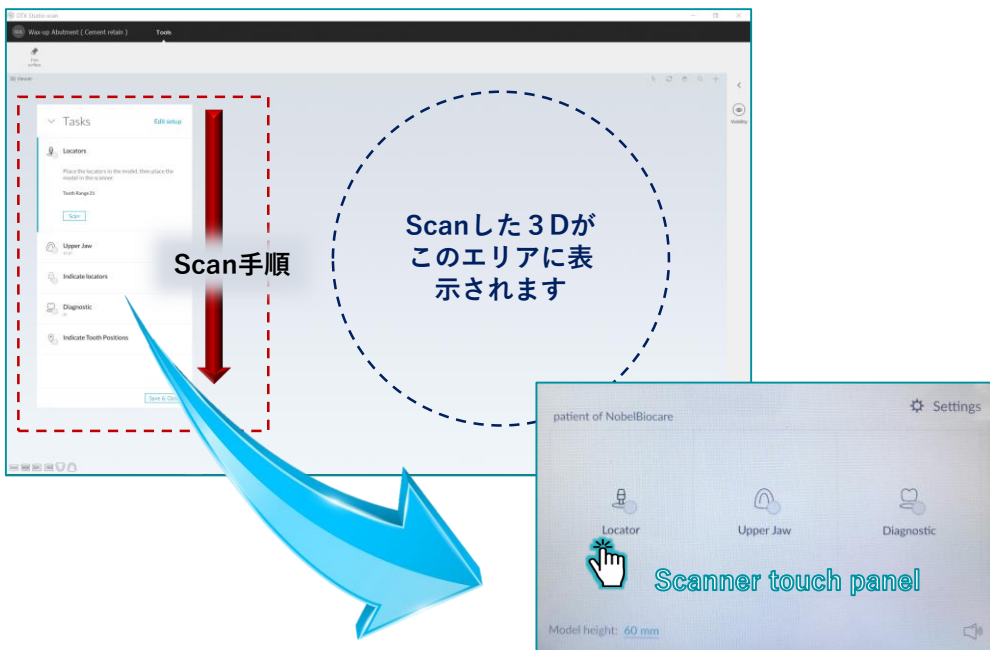 DTX Studio scan
Wax-up Abutment ( Cement retain )
Tools
Viewer
Tasks
Edit setup
Locators
Place the locators in the model, then place the
model in the scanner.
Tooth Range 21
Scan
Upper Jaw
Indicate locators
Diagnostic
Indicate Tooth Positions
Save &
Visibility
Scan手順
Scanした３Dが
このエリアに表
示されます
patient of NobelBiocare
Settings
Locator
Upper Jaw
Diagnostic
Scanner touch panel
Model height: 60 mm